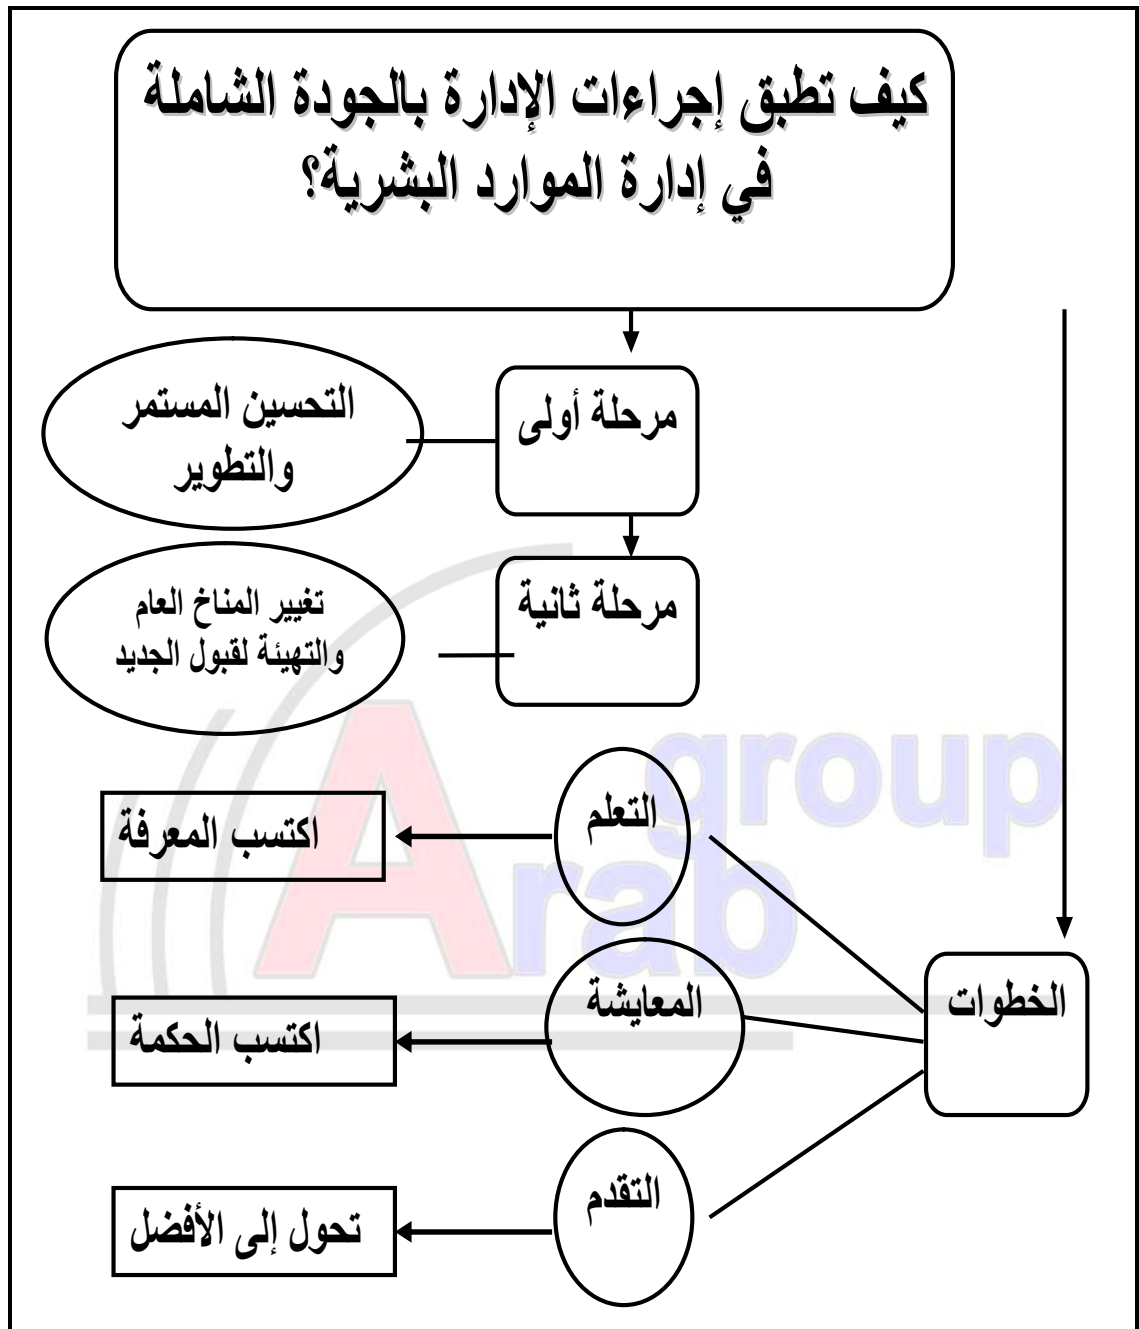 كيف تطبق إجراءات الإدارة بالجودة الشاملة
في إدارة الموارد البشرية؟
مرحلة أولى
التحسين المستمر
والتطوير
مرحلة ثانية
تغيير المناخ العام
والتهيئة لقبول الجديد
الخطوات
التعلم
اكتسب المعرفة
المعايشة
اكتسب الحكمة
التقدم
تحول إلى الأفضل
Arab
group